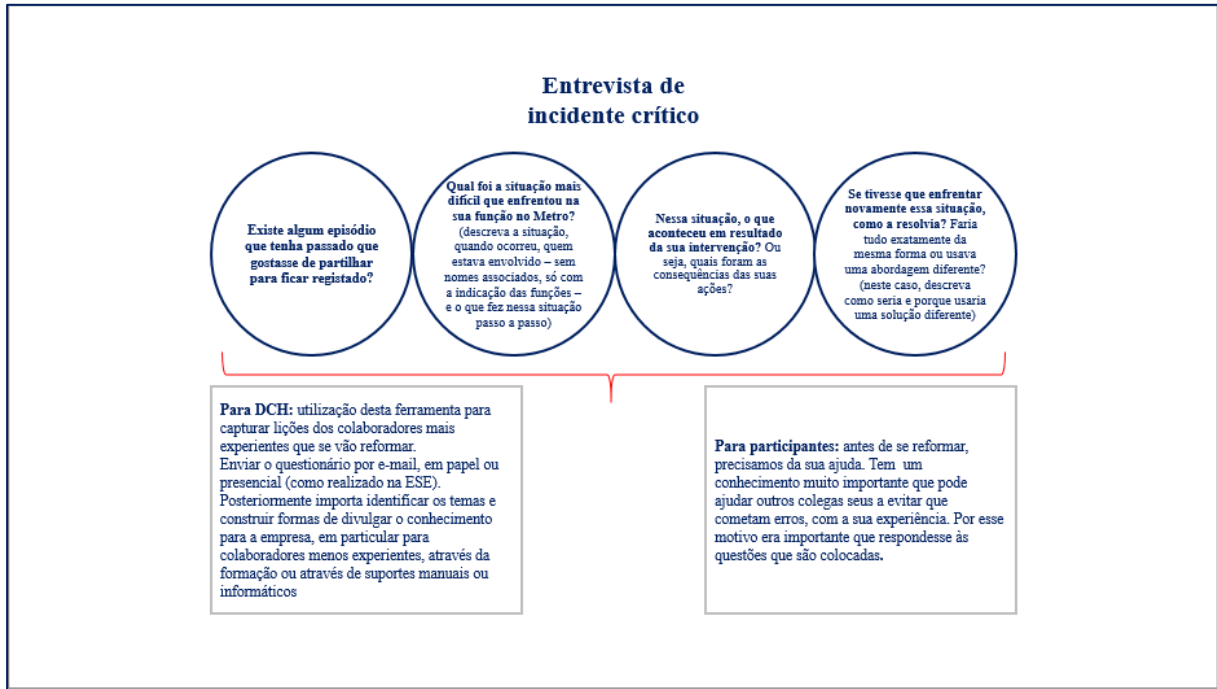 Entrevista de
incidente crítico
Existe algum episódio
que tenha passado que
gostasse de partilhar
para ficar registado?
Qual foi a situação mais
difícil que enfrentou na
sua função no Metro?
(descreva a situação,
quando ocorreu, quem
estava envolvido – sem
nomes associados, só com
a indicação das funções –
e o que fez nessa situação
passo a passo)
Nessa situação, o que
aconteceu em resultado
da sua intervenção? Ou
seja, quais foram as
consequências das suas
ações?
Se tivesse que enfrentar
novamente essa situação,
como a resolvia? Faria
tudo exatamente da
mesma forma ou usava
uma abordagem diferente?
(neste caso, descreva
como seria e porque usaria
uma solução diferente)
Para DCH: utilização desta ferramenta para
capturar lições dos colaboradores mais
experientes que se vão reformar.
Enviar o questionário por e-mail, em papel ou
presencial (como realizado na ESE).
Posteriormente importa identificar os temas e
construir formas de divulgar o conhecimento
para a empresa, em particular para
colaboradores menos experientes, através da
formação ou através de suportes manuais ou
informáticos
Para participantes: antes de se reformar,
precisamos da sua ajuda. Tem um
conhecimento muito importante que pode
ajudar outros colegas seus a evitar que
cometam erros, com a sua experiência. Por esse
motivo era importante que respondesse às
questões que são colocadas.